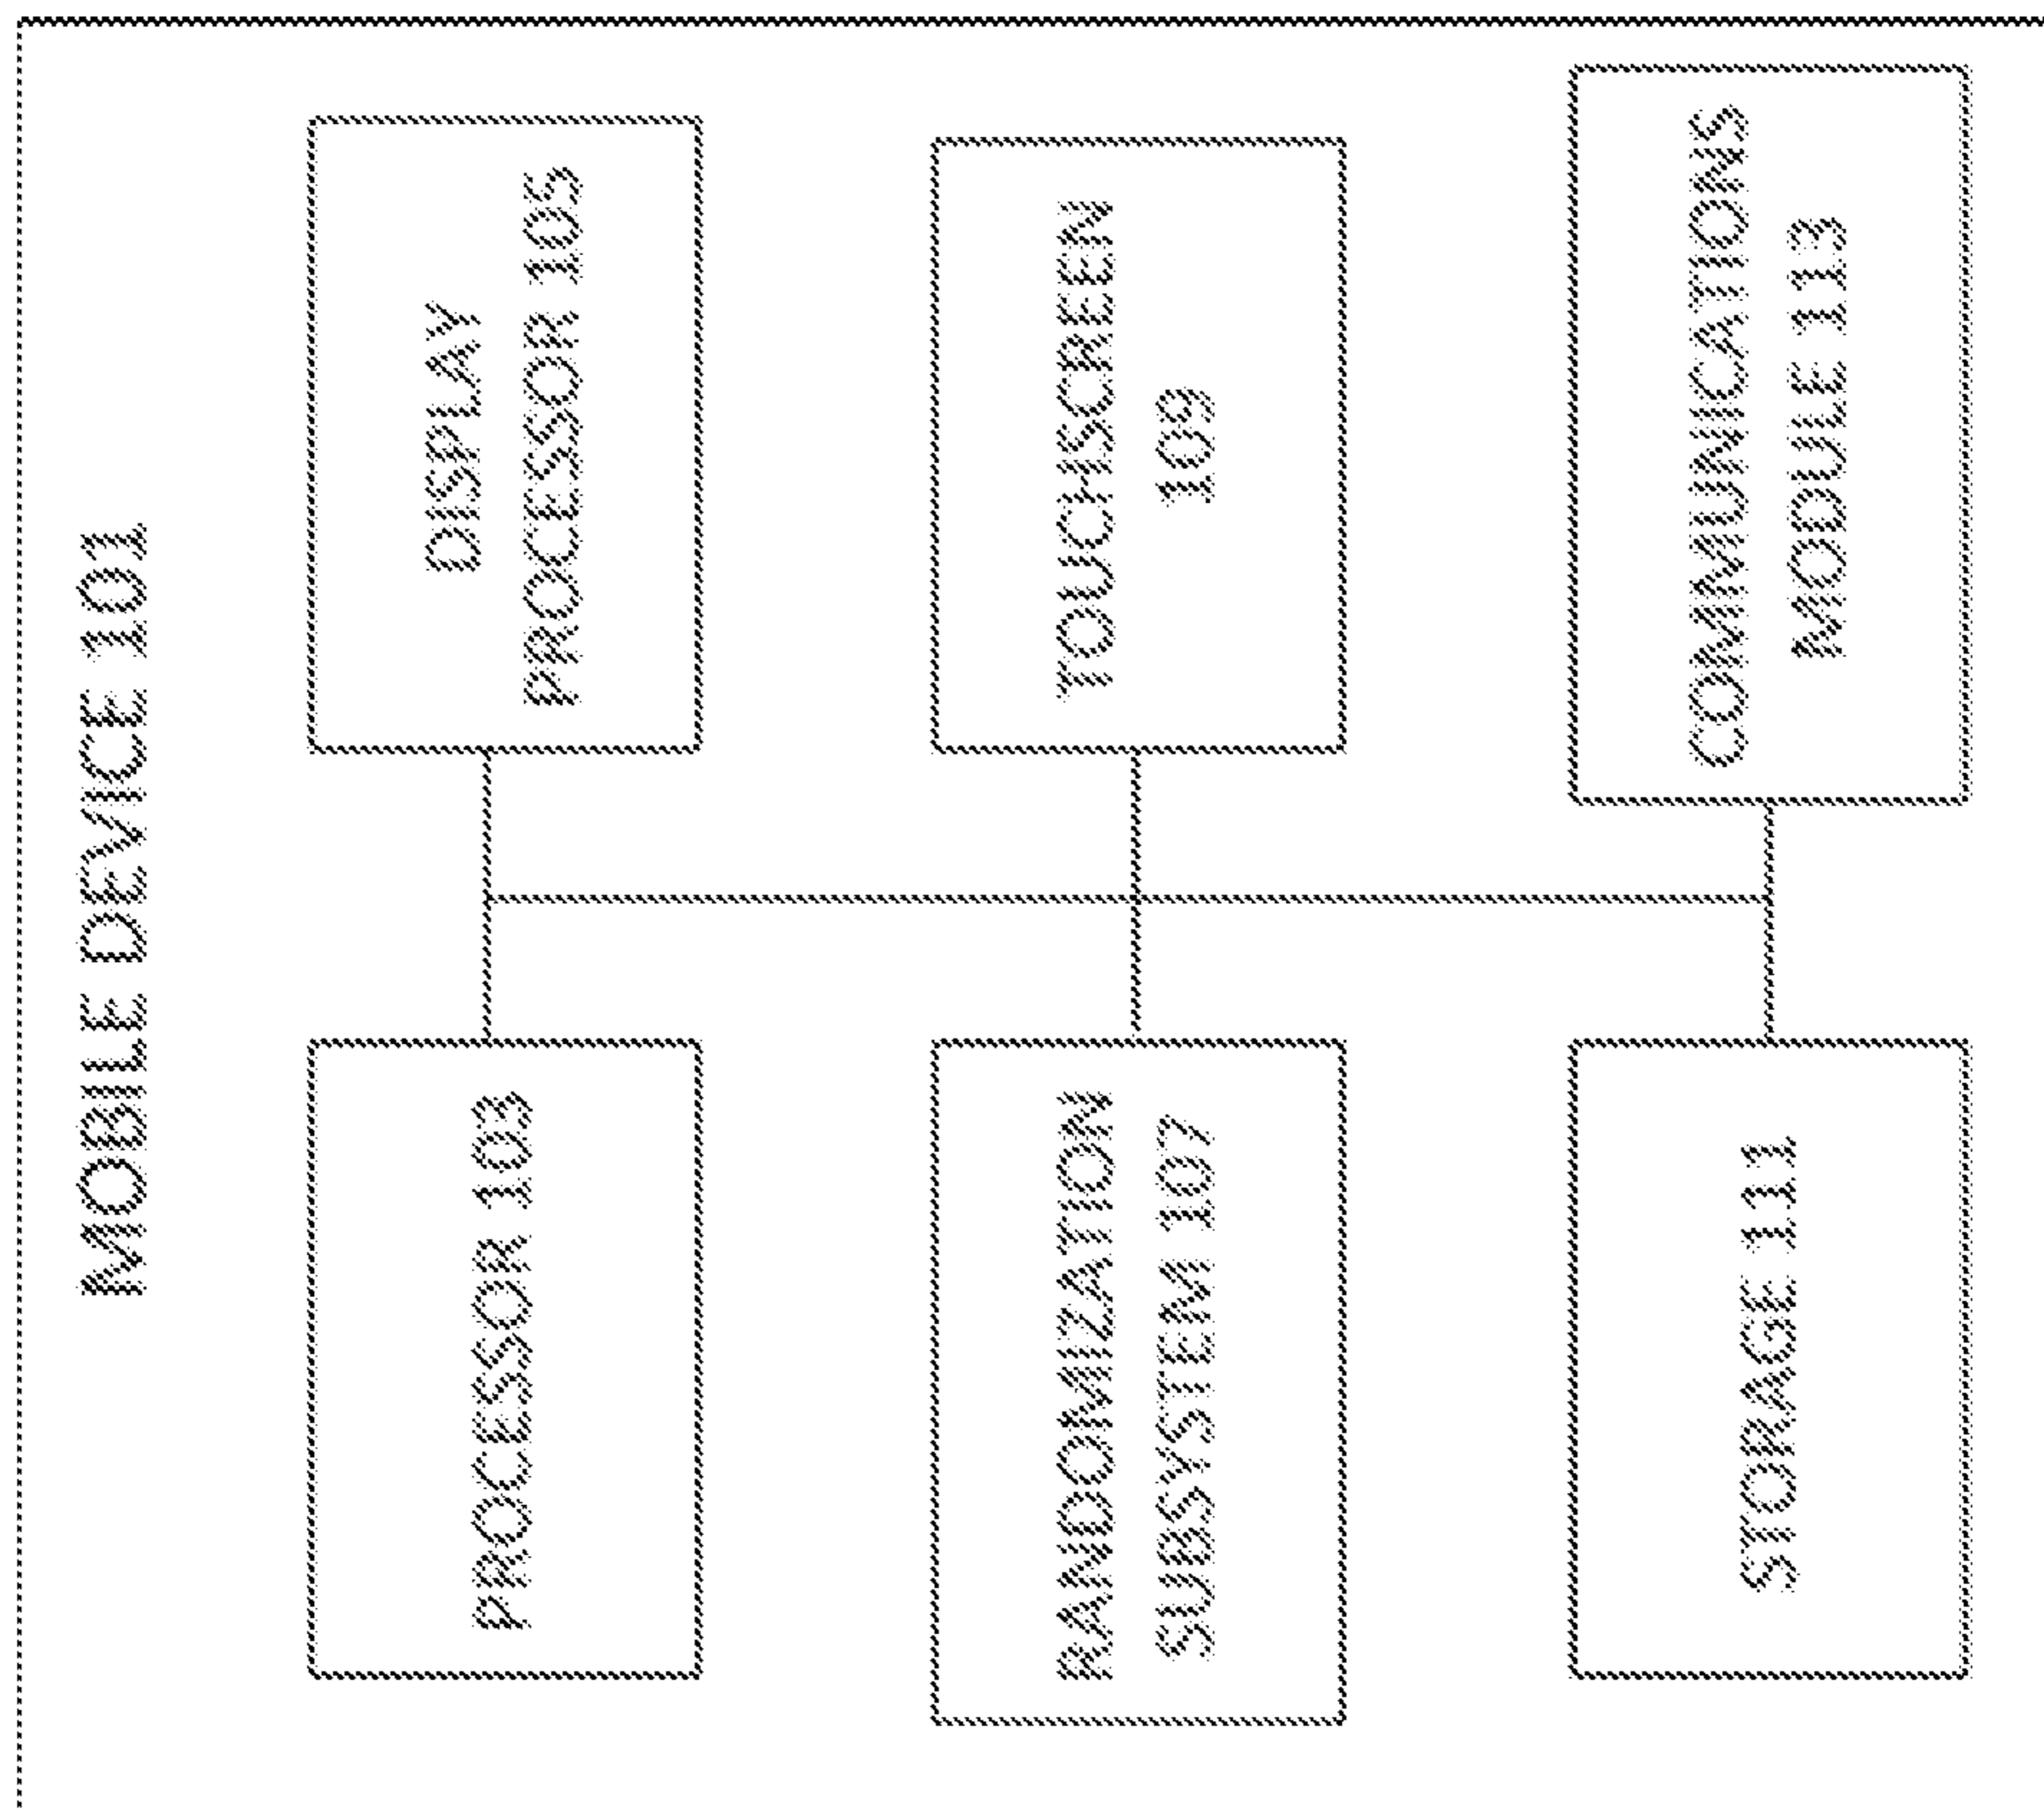 MOBILE DEVICE 101
PROCESSOR 103
DISPLAY
PROCESSOR 105
RANDOMIZATION
SUBSYSTEM 107
TOUCHSCREEN
109
STORAGE 111
COMMUNICATIONS
MODULE 113